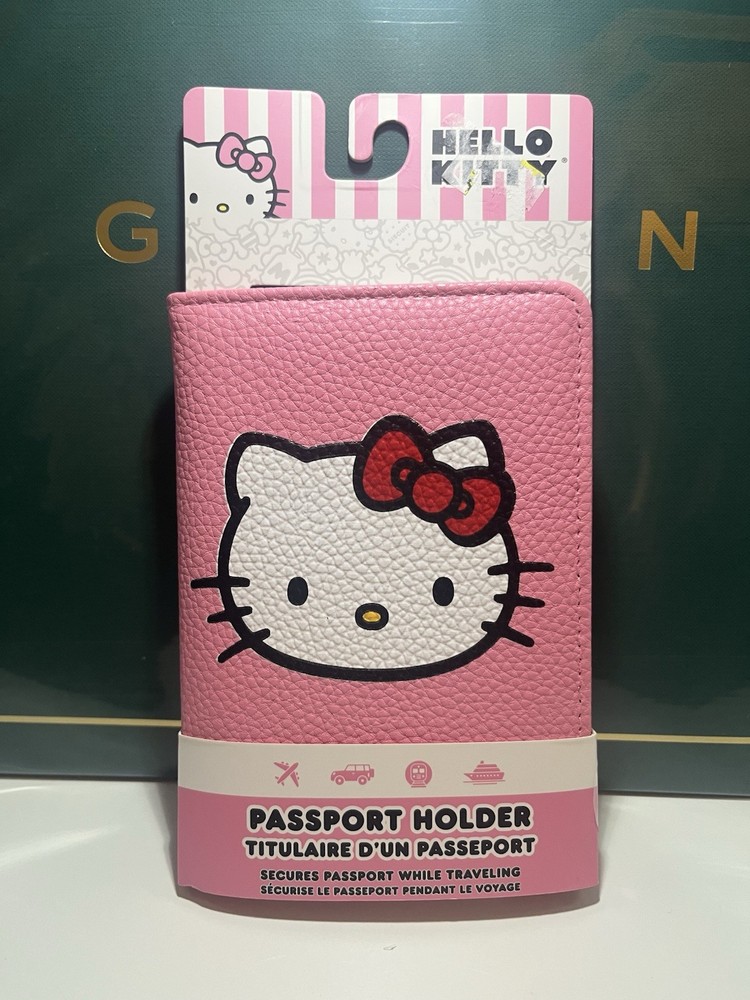 HELLO
KITTY®
G N
PASSPORT HOLDER
TITULAIRE D'UN PASSEPORT
SECURES PASSPORT WHILE TRAVELING
SÉCURISE LE PASSEPORT PENDANT LE VOYAGE